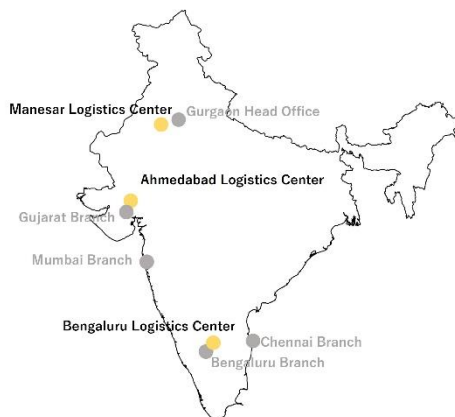 Manesar Logistics Center
Gurgaon Head Office
Ahmedabad Logistics Center
Gujarat Branch
Mumbai Branch
Bengaluru Logistics Center
Chennai Branch
Bengaluru Branch